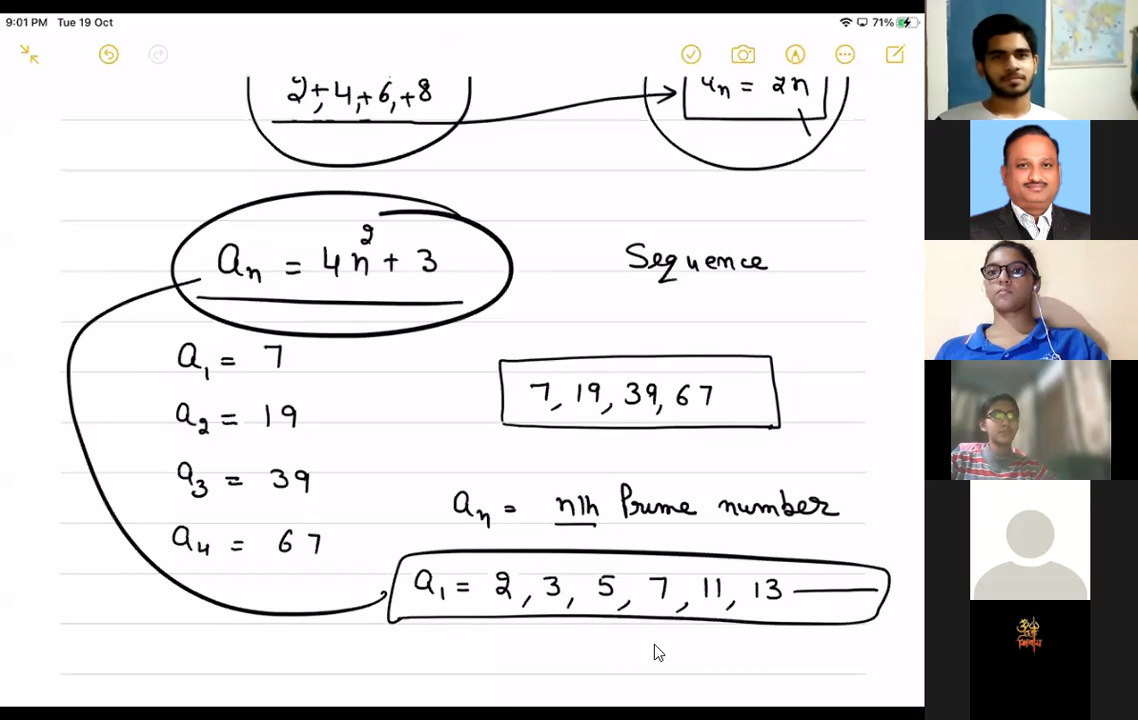 9:01 PM Tue 19 Oct
71%
2, +4, +6, +8
an = 2n
an = 4n² + 3
Sequence
a1 = 7
7, 19, 39, 67
a2 = 19
a3 = 39
an = nth Prime number
a4 = 67
a1 = 2, 3, 5, 7, 11, 13